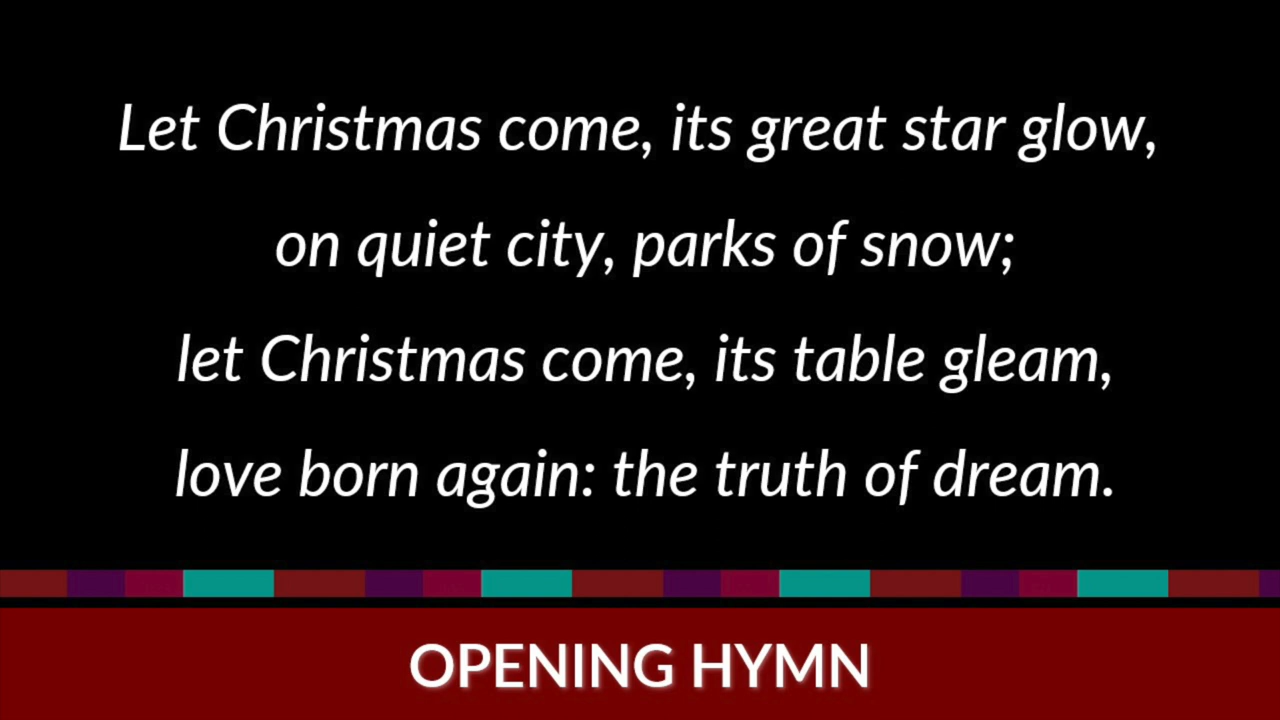 Let Christmas come, its great star glow,
on quiet city, parks of snow;
let Christmas come, its table gleam,
love born again: the truth of dream.
OPENING HYMN